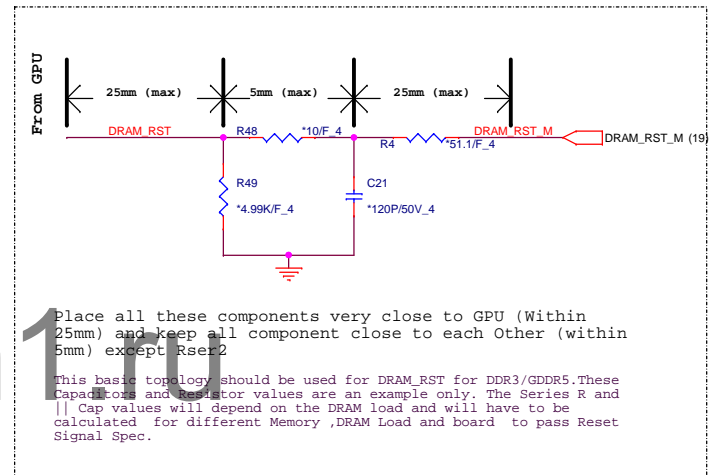 From GPU
25mm (max)
5mm (max)
25mm (max)
DRAM_RST
R48
*10/F_4
R4
*51.1/F_4
DRAM_RST_M
DRAM_RST_M (19)
R49
*4.99K/F_4
C21
*120P/50V_4
Place all these components very close to GPU (Within
25mm) and keep all component close to each Other (within
5mm) except Rser2
This basic topology should be used for DRAM_RST for DDR3/GDDR5.These
Capacitors and Resistor values are an example only. The Series R and
|| Cap values will depend on the DRAM load and will have to be
calculated for different Memory ,DRAM Load and board to pass Reset
Signal Spec.
1.ru